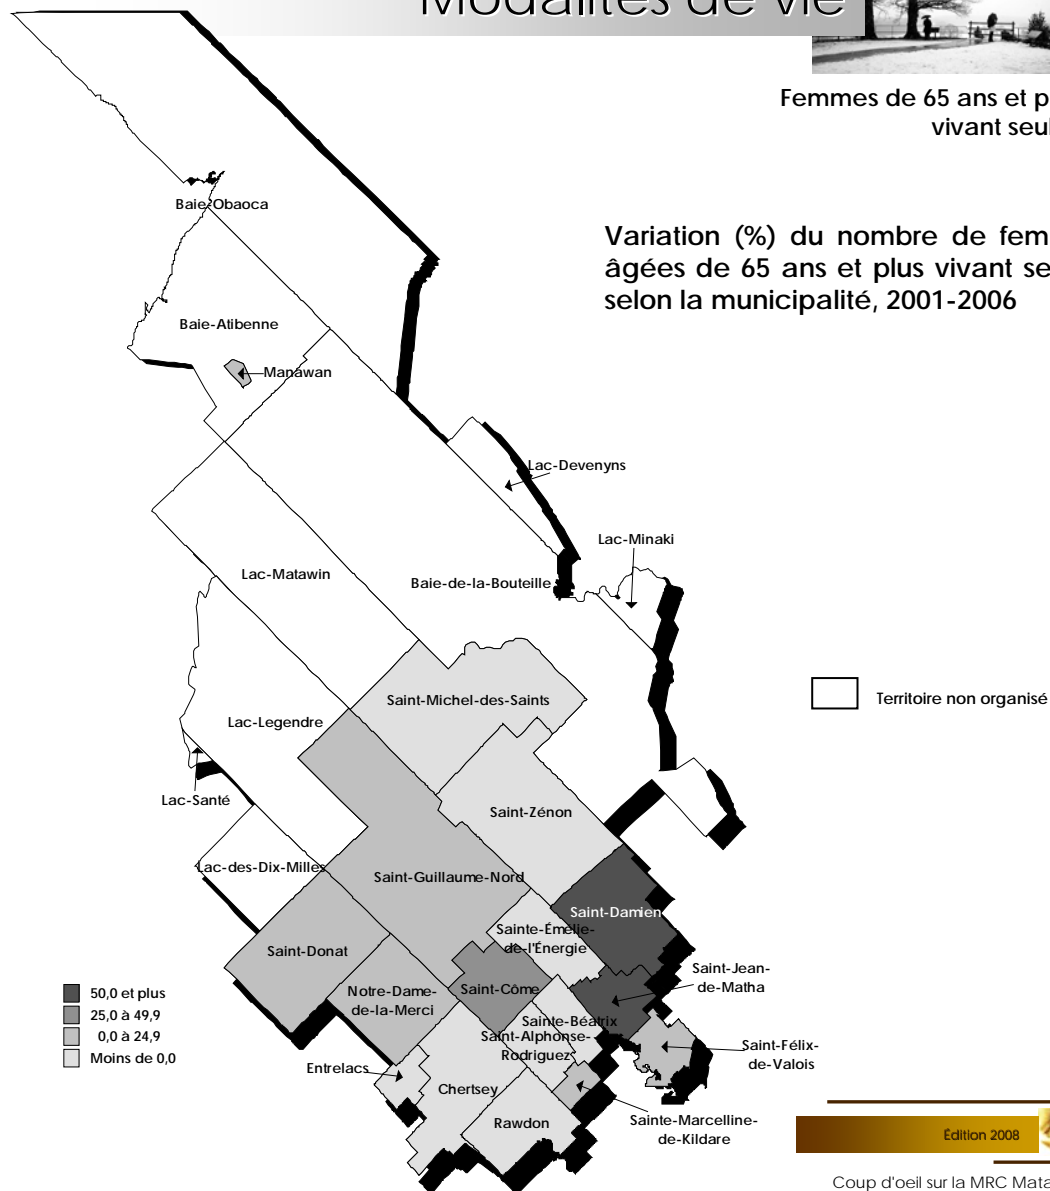 Modalités de vie
Femmes de 65 ans et p
vivant seul
Variation (%) du nombre de fem
âgées de 65 ans et plus vivant se
selon la municipalité, 2001-2006
Baie-Obaoca
Baie-Atibenne
Manawan
Lac-Devenyns
Lac-Minaki
Lac-Matawin
Baie-de-la-Bouteille
Saint-Michel-des-Saints
Territoire non organisé
Lac-Legendre
Lac-Santé
Saint-Zénon
Lac-des-Dix-Milles
Saint-Guillaume-Nord
Saint-Damien
Sainte-Émélie-
de-l'Énergie
Saint-Donat
Saint-Jean-
de-Matha
Saint-Côme
Notre-Dame-
de-la-Merci
50,0 et plus
25,0 à 49,9
0,0 à 24,9
Moins de 0,0
Sainte-Béatrix
Saint-Alphonse-
Rodriguez
Saint-Félix-
de-Valois
Entrelacs
Chertsey
Rawdon
Sainte-Marcelline-
de-Kildare
Édition 2008
Coup d'oeil sur la MRC Mata